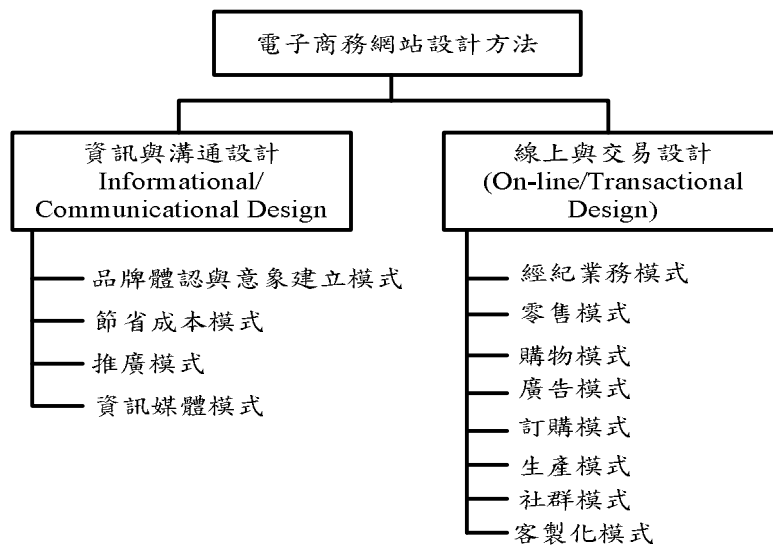 電子商務網站設計方法
資訊與溝通設計
Informational/
Communicational Design
品牌體認與意象建立模式
節省成本模式
推廣模式
資訊媒體模式
線上與交易設計
(On-line/Transactional
Design)
經紀業務模式
零售模式
購物模式
廣告模式
訂購模式
生產模式
社群模式
客製化模式